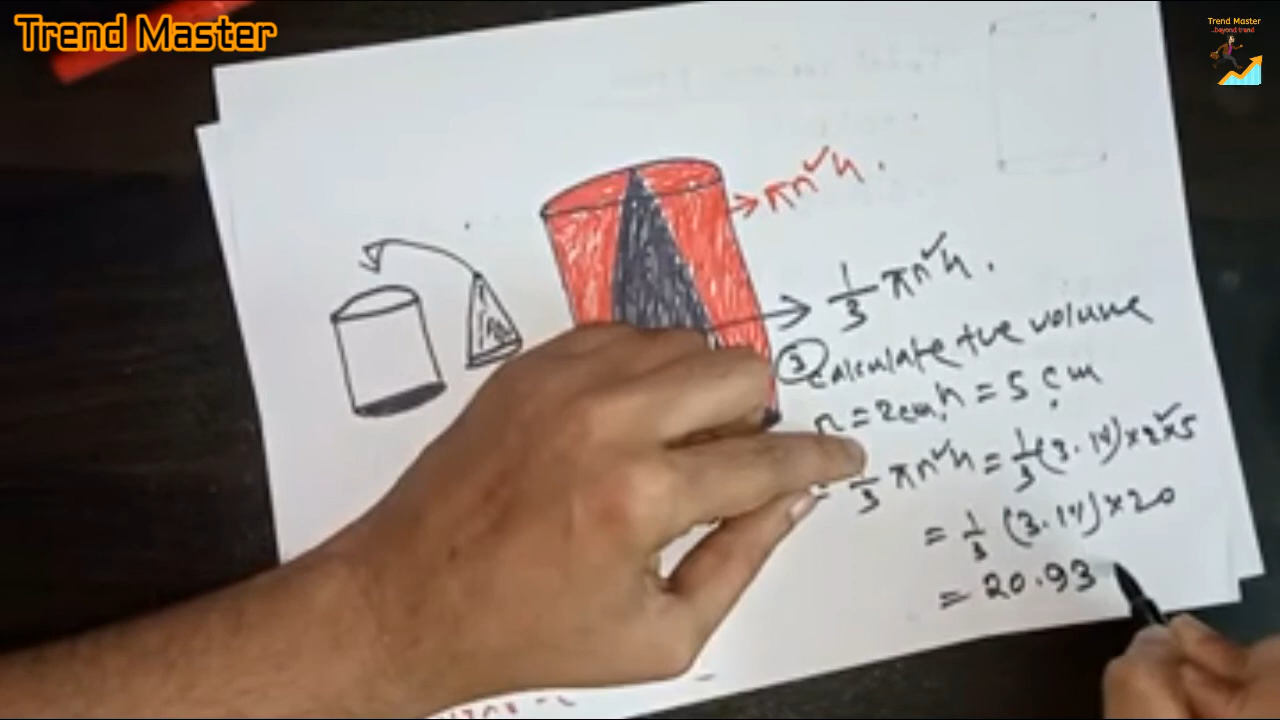 Trend Master
Trend Master
..beyond trend
πr²h.
1/3 πr²h.
③ Calculate the volume
r = 2cm, h = 5 cm
= 1/3 πr²h = 1/3 (3.14) × 2² × 5
= 1/3 (3.14) × 20
= 20.93